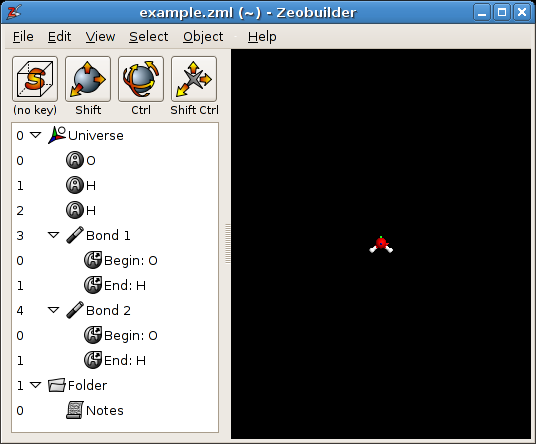 example.zml (~) - Zeobuilder
File Edit View Select Object Help
(no key) Shift Ctrl Shift Ctrl
0 Universe
0 O
1 H
2 H
3 Bond 1
0 Begin: O
1 End: H
4 Bond 2
0 Begin: O
1 End: H
1 Folder
0 Notes